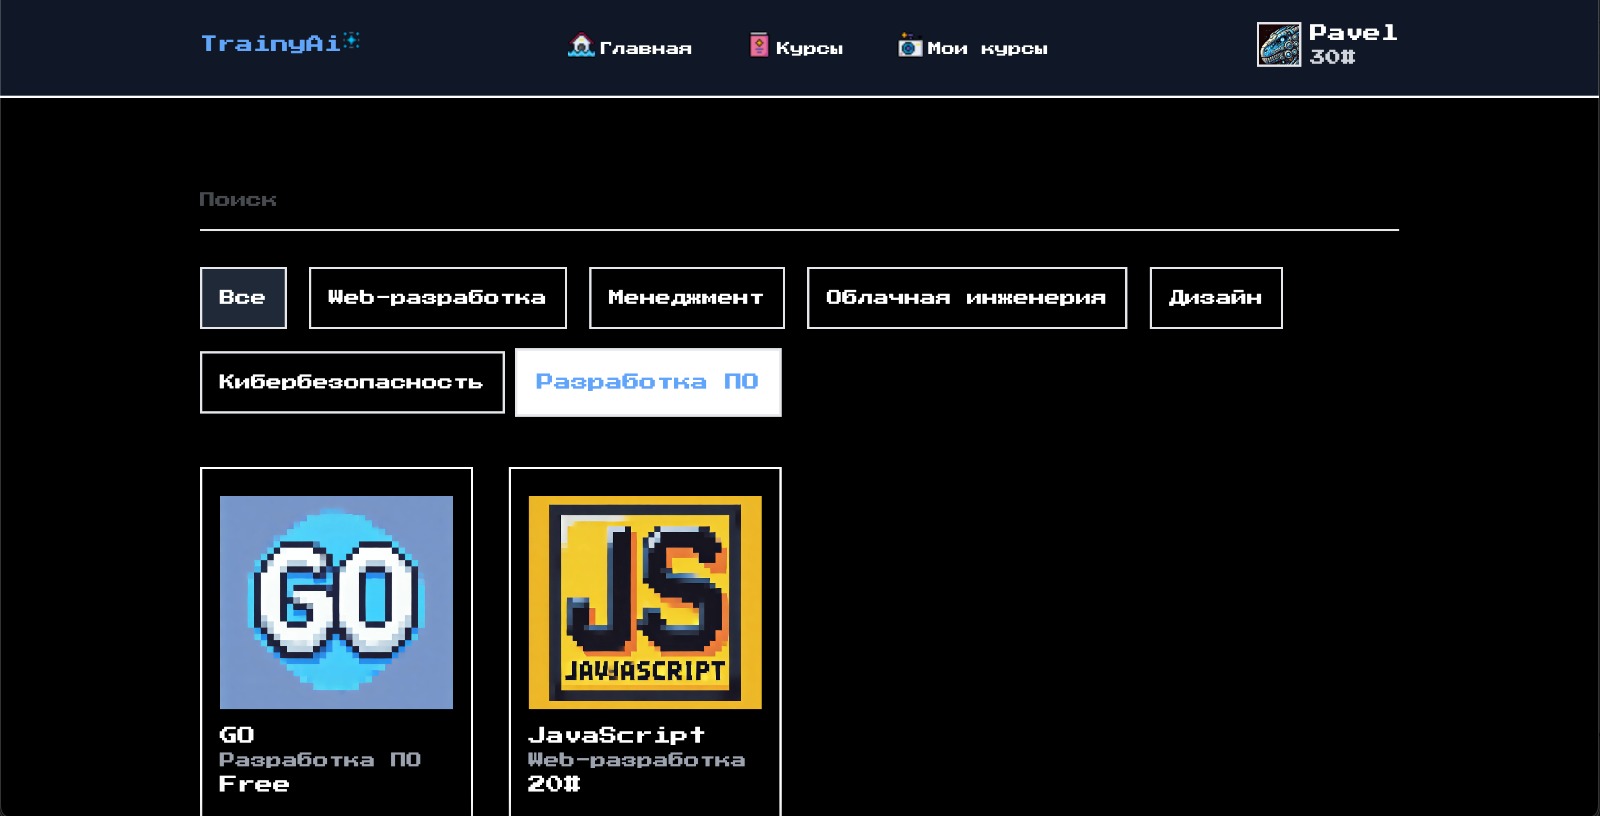 TrainyAi
Главная
Курсы
Мои курсы
Pavel
30#
Поиск
Все
Web-разработка
Менеджмент
Облачная инженерия
Дизайн
Кибербезопасность
Разработка ПО
GO
JS
JAVJASCRIPT
GO
Разработка ПО
Free
JavaScript
Web-разработка
20#